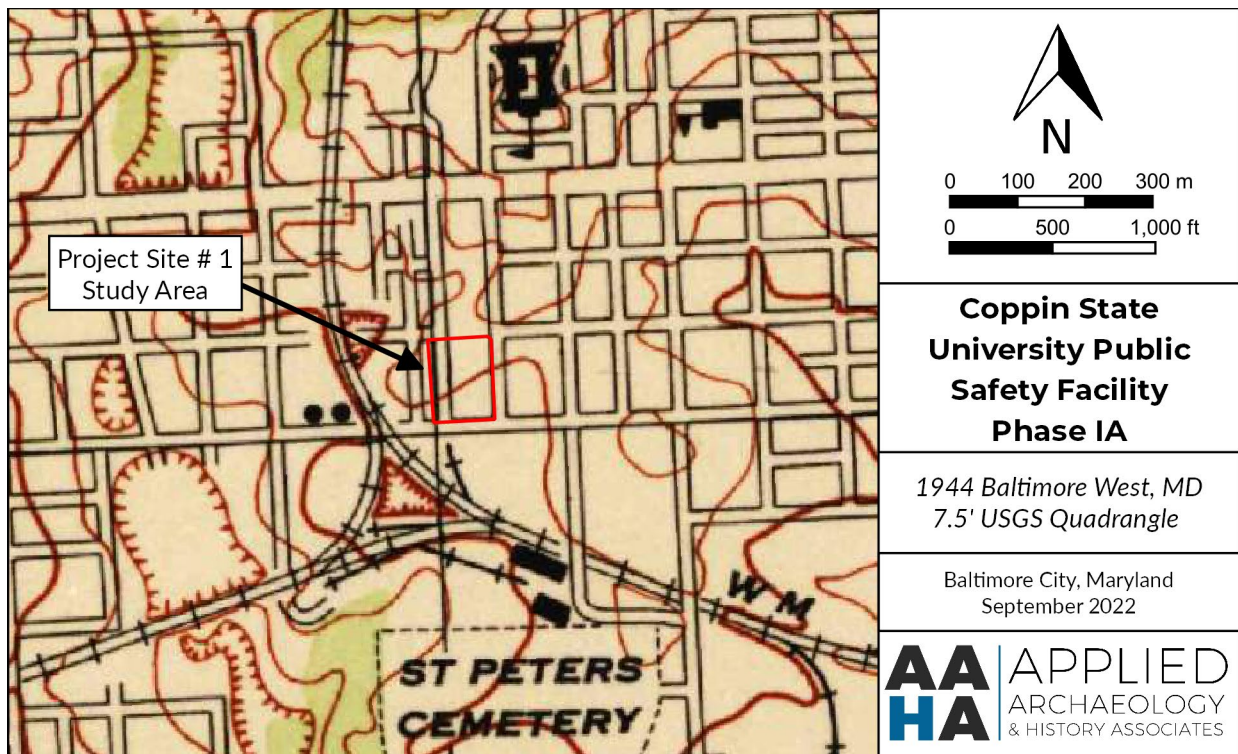 Project Site # 1
Study Area
W M
ST PETERS
CEMETERY
N
0 100 200 300 m
0 500 1,000 ft
Coppin State
University Public
Safety Facility
Phase IA
1944 Baltimore West, MD
7.5' USGS Quadrangle
Baltimore City, Maryland
September 2022
AA
HA
APPLIED
ARCHAEOLOGY
& HISTORY ASSOCIATES